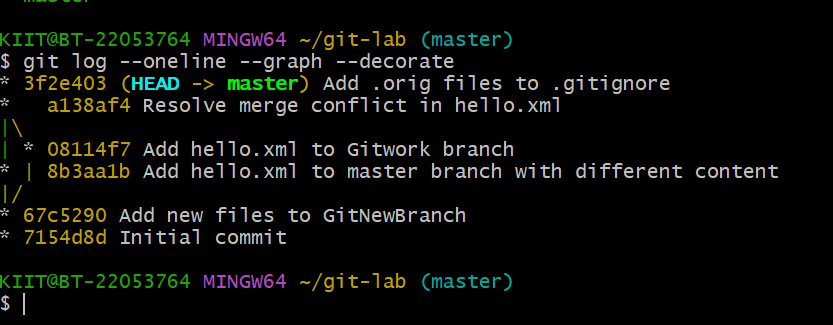 master
KIIT@BT-22053764 MINGW64 ~/git-lab (master)
$ git log --oneline --graph --decorate
* 3f2e403 (HEAD -> master) Add .orig files to .gitignore
*   a138af4 Resolve merge conflict in hello.xml
|\
| * 08114f7 Add hello.xml to Gitwork branch
* | 8b3aa1b Add hello.xml to master branch with different content
|/
* 67c5290 Add new files to GitNewBranch
* 7154d8d Initial commit
KIIT@BT-22053764 MINGW64 ~/git-lab (master)
$